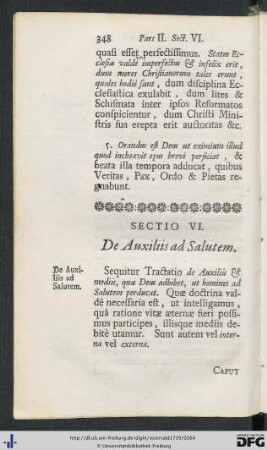 348 Pars II. Sect. VI.
quasi esset perfectissimus. Status Ec-
clesiæ valdè imperfectus & infelix erit,
dum mores Christianorum tales erunt,
quales hodiè sunt, dum disciplina Ec-
clesiastica exulabit, dum lites &
Schismata inter ipsos Reformatos
conspicientur, dum Christi Mini-
stris sua erepta erit auctoritas &c.
5. Orandus est Deus ut eximium illud
quod inchoavit opus brevi perficiat, &
beata illa tempora adducat, quibus
Veritas, Pax, Ordo & Pietas re-
gnabunt.
SECTIO VI.
De Auxiliis ad Salutem.
De Auxi-
liis ad
Salutem.
Sequitur Tractatio de Auxiliis &
mediis, quæ Deus adhibet, ut homines ad
Salutem perducat. Quæ doctrina val-
dè necessaria est, ut intelligamus,
quâ ratione vitæ æternæ fieri possi-
mus participes, illisque mediis de-
bitè utamur. Sunt autem vel inter-
na vel externa.
CAPUT
© Universitätsbibliothek Freiburg